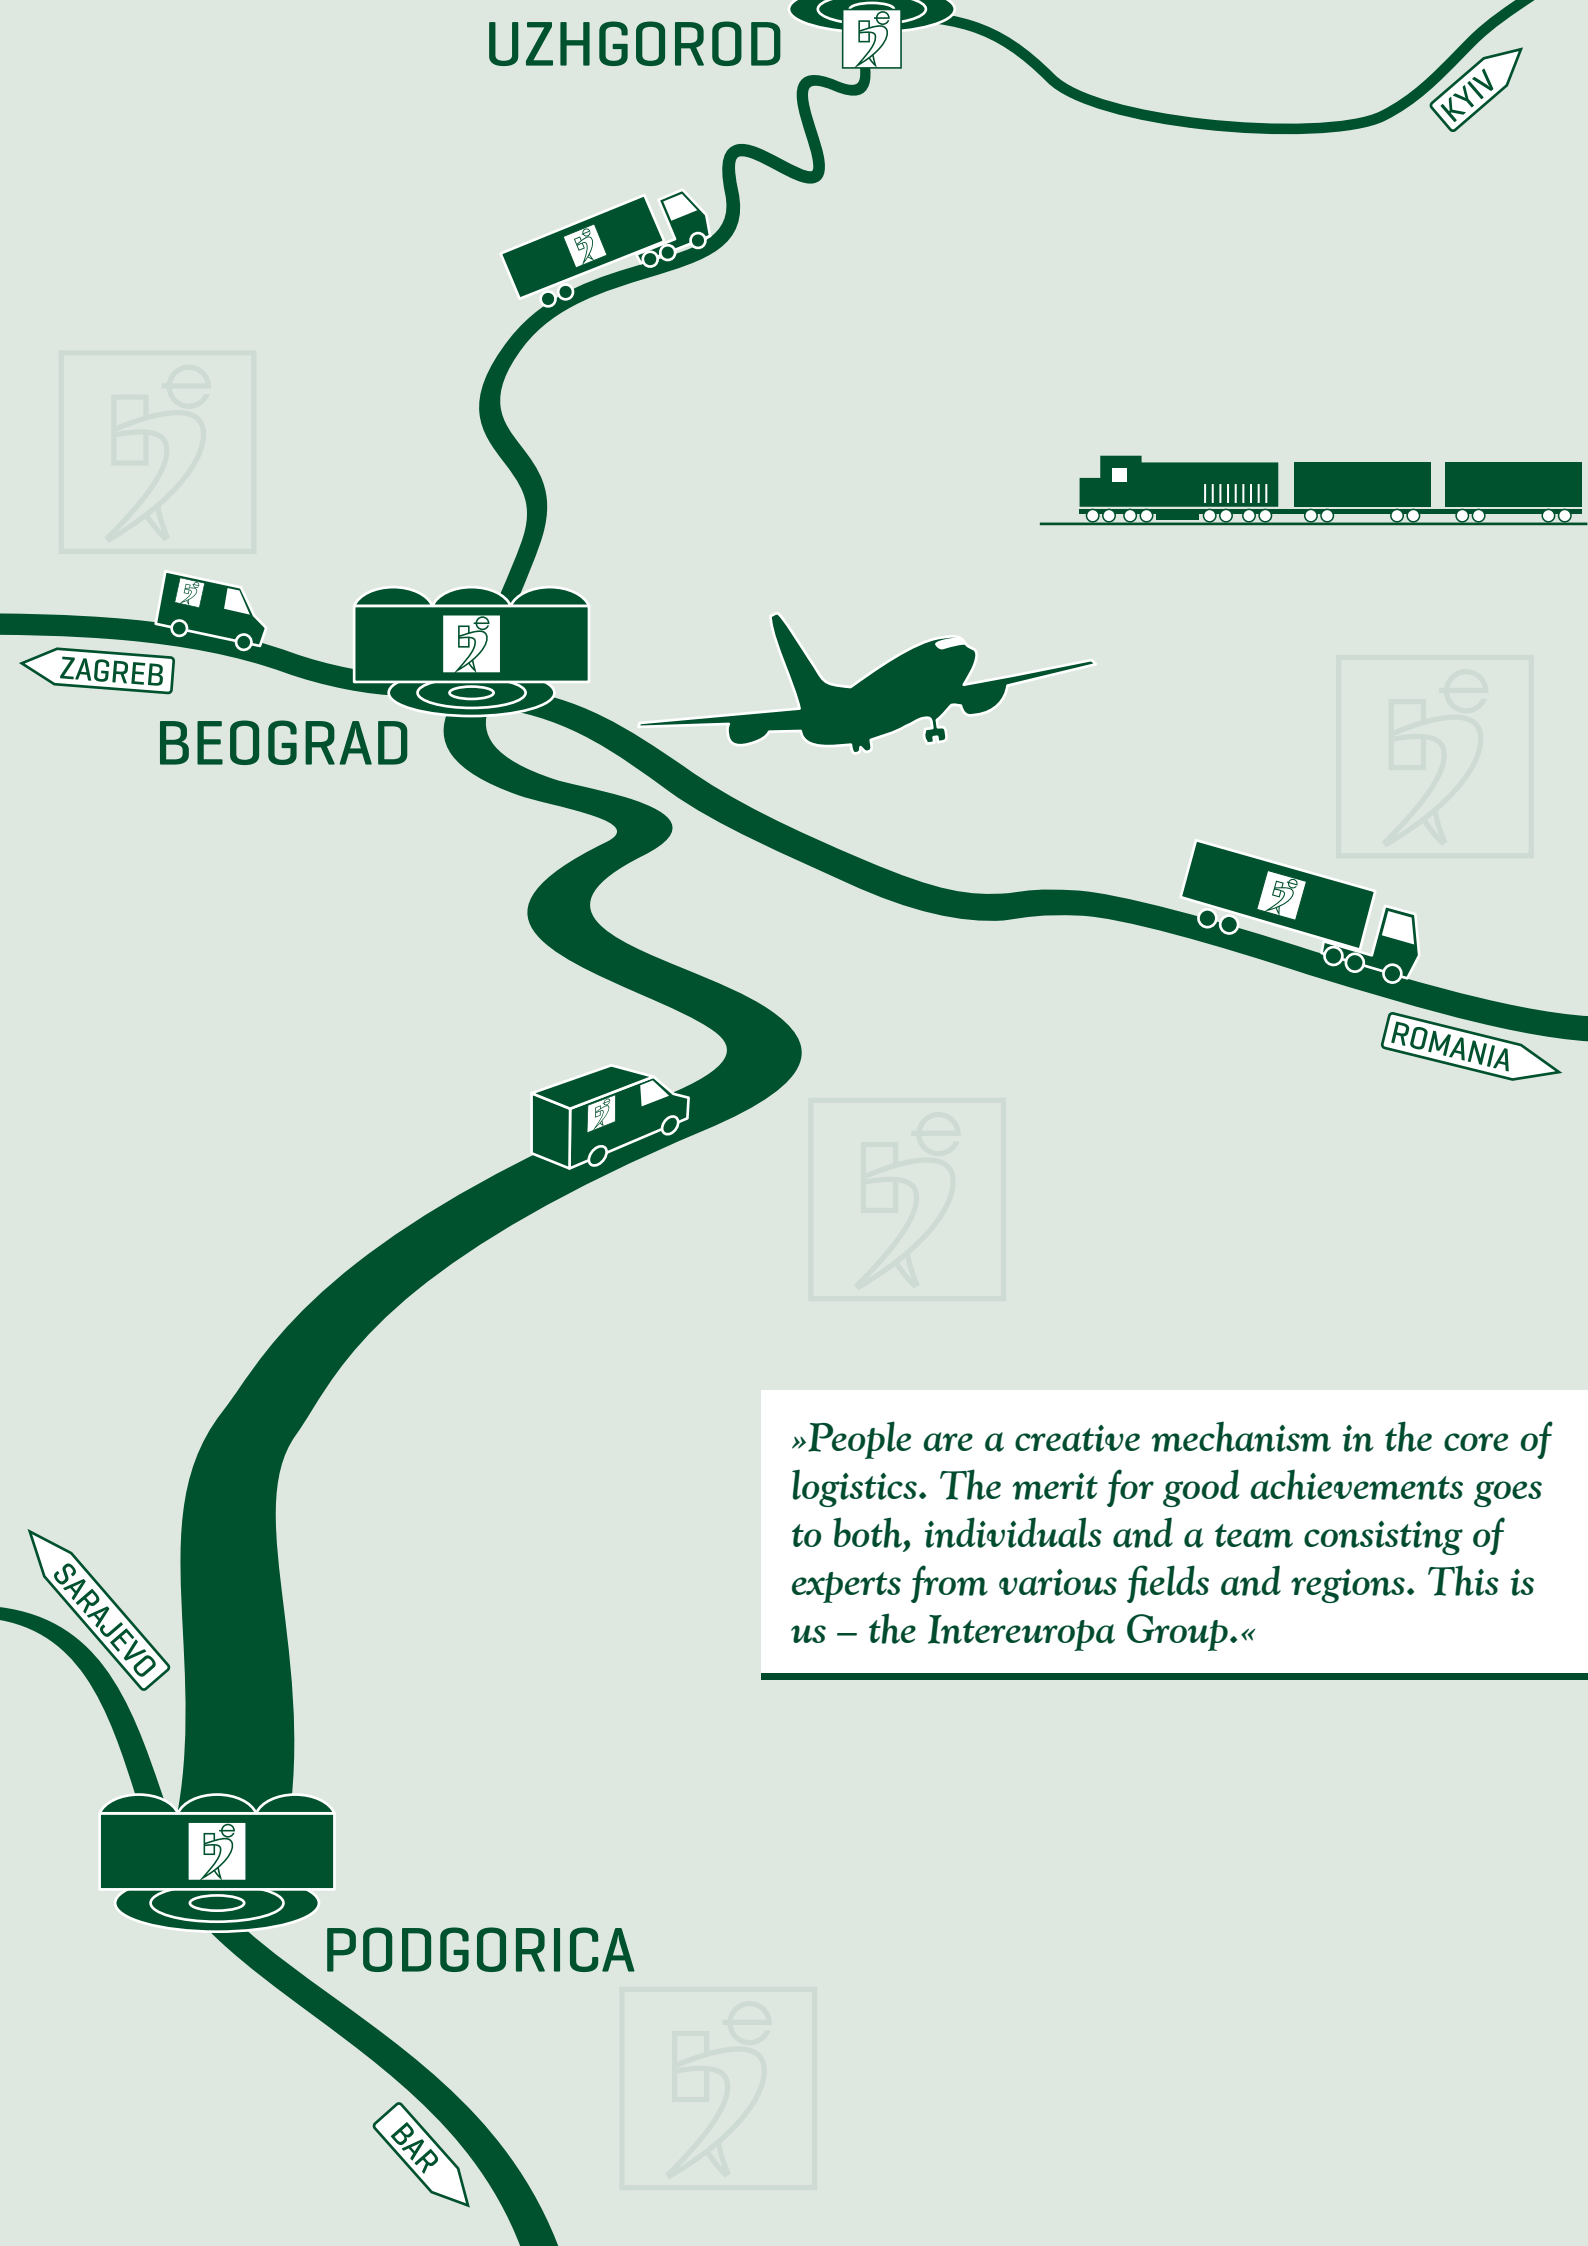 UZHGOROD
KYIV
ZAGREB
BEOGRAD
ROMANIA
»People are a creative mechanism in the core of
logistics. The merit for good achievements goes
to both, individuals and a team consisting of
experts from various fields and regions. This is
us – the Intereuropa Group.«
SARAJEVO
PODGORICA
BAR